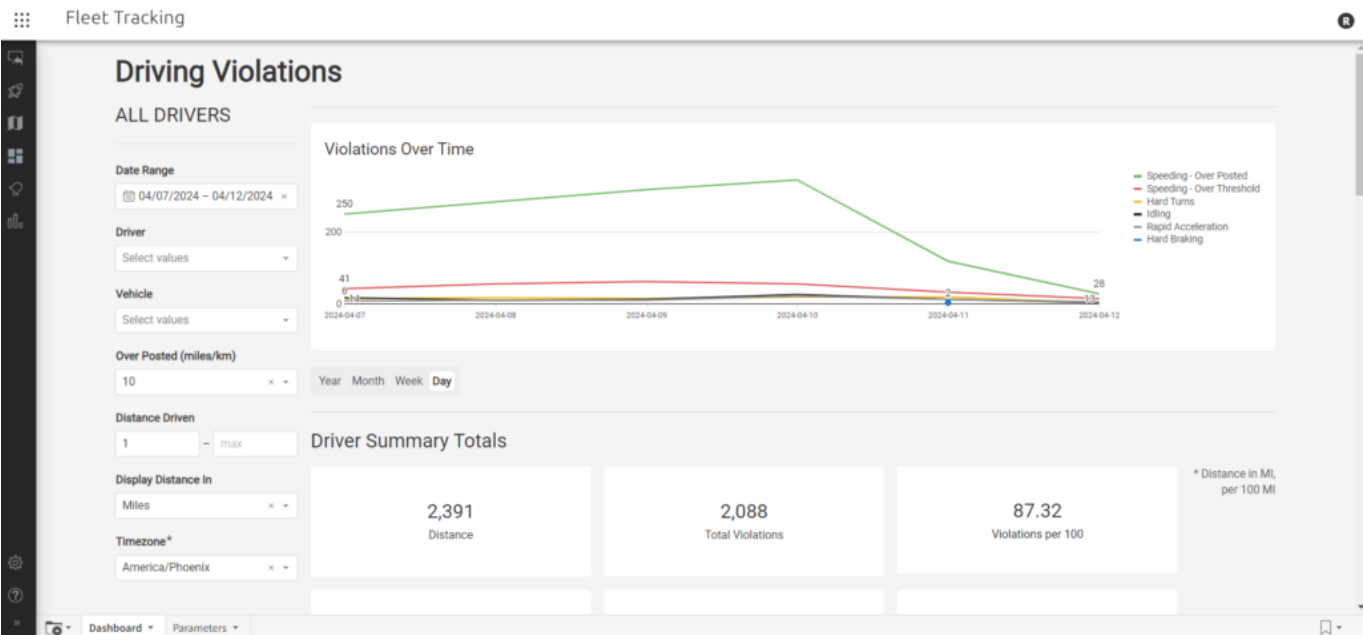 Fleet Tracking
R
Driving Violations
ALL DRIVERS
Date Range
04/07/2024 – 04/12/2024 ×
Driver
Select values
Vehicle
Select values
Over Posted (miles/km)
10 ×
Distance Driven
1 – max
Display Distance In
Miles ×
Timezone*
America/Phoenix ×
Violations Over Time
250
200
41
6
14
0
2
28
13
2024-04-07 2024-04-08 2024-04-09 2024-04-10 2024-04-11 2024-04-12
Speeding - Over Posted
Speeding - Over Threshold
Hard Turns
Idling
Rapid Acceleration
Hard Braking
Year Month Week Day
Driver Summary Totals
2,391
Distance
2,088
Total Violations
87.32
Violations per 100
* Distance in MI,
per 100 MI
Dashboard Parameters